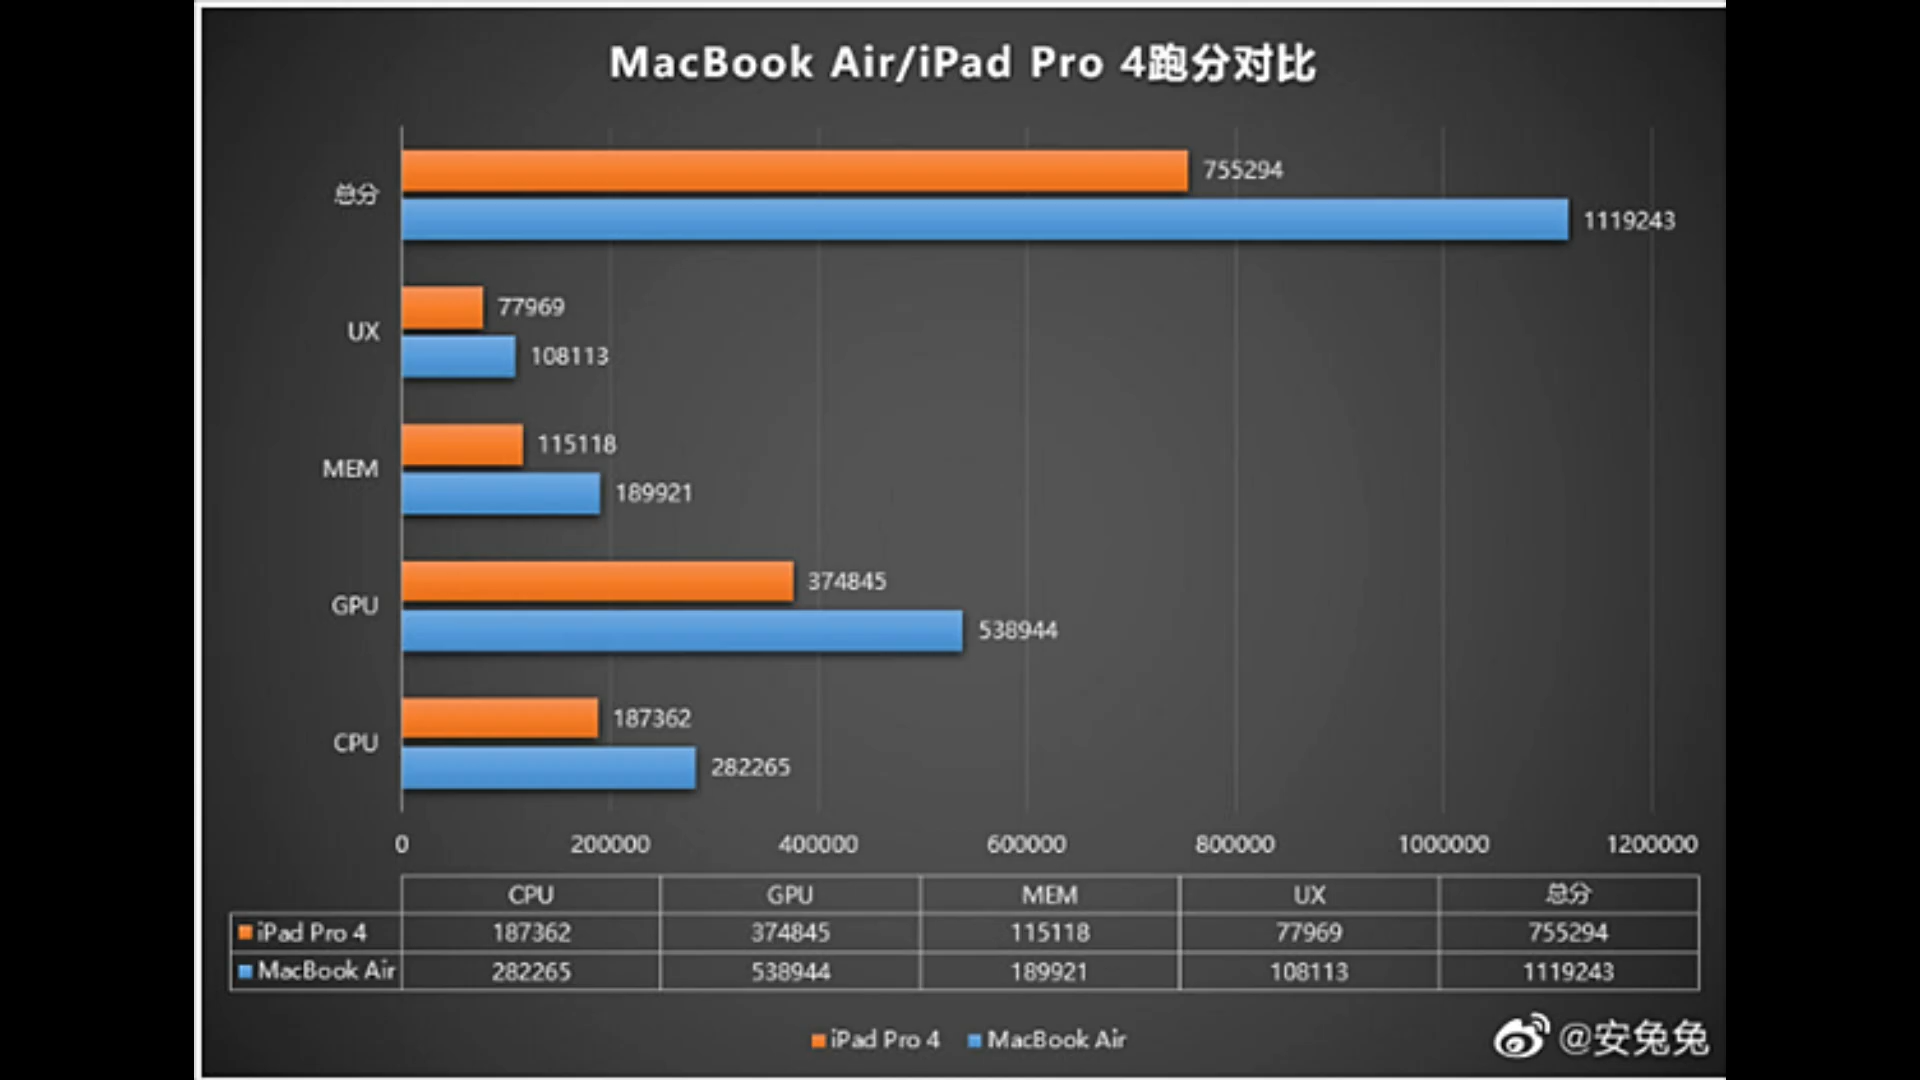 MacBook Air/iPad Pro 4跑分对比
总分
755294
1119243
UX
77969
108113
MEM
115118
189921
GPU
374845
538944
CPU
187362
282265
0 200000 400000 600000 800000 1000000 1200000
CPU GPU MEM UX 总分
iPad Pro 4 187362 374845 115118 77969 755294
MacBook Air 282265 538944 189921 108113 1119243
iPad Pro 4 MacBook Air
@安兔兔